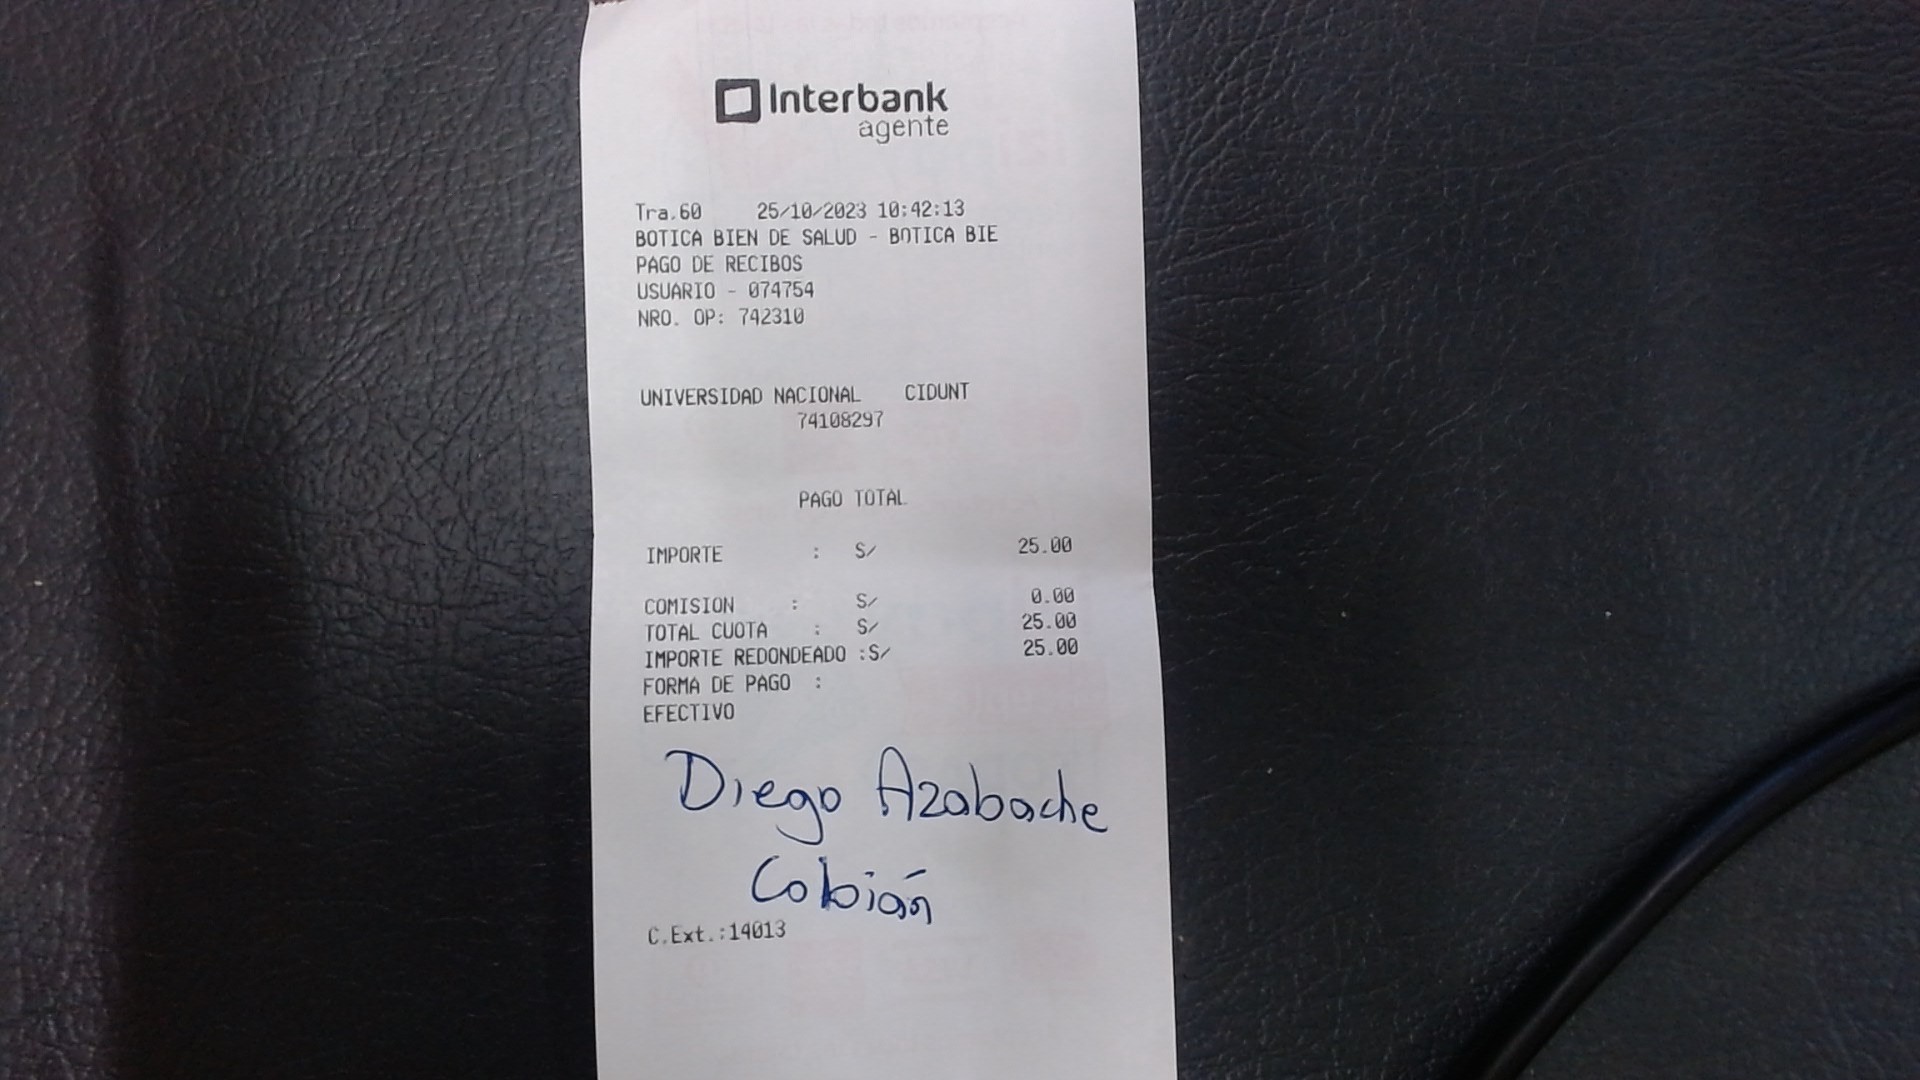 Interbank
agente
Tra.60 25/10/2023 10:42:13
BOTICA BIEN DE SALUD - BOTICA BIE
PAGO DE RECIBOS
USUARIO - 074754
NRO. OP: 742310
UNIVERSIDAD NACIONAL CIDUNT
74108297
PAGO TOTAL
IMPORTE : S/ 25.00
COMISION : S/ 0.00
TOTAL CUOTA : S/ 25.00
IMPORTE REDONDEADO :S/ 25.00
FORMA DE PAGO :
EFECTIVO
Diego Azabache
Cobián
C.Ext.:14013